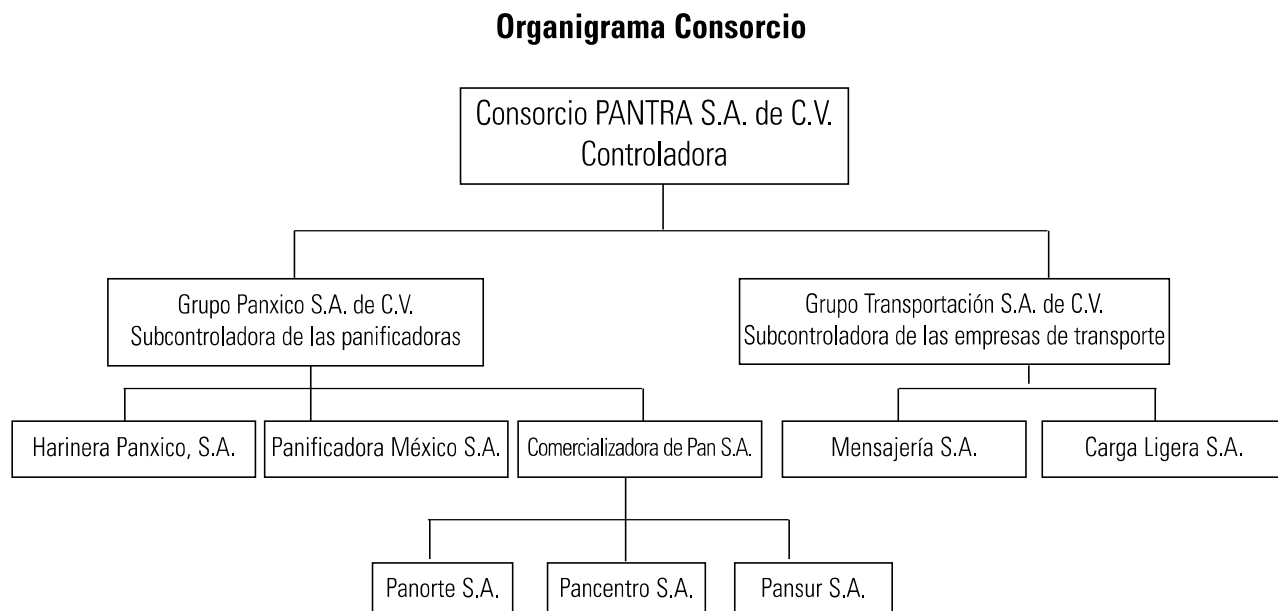 Organigrama Consorcio
Consorcio PANTRA S.A. de C.V.
Controladora
Grupo Panxico S.A. de C.V.
Subcontroladora de las panificadoras
Grupo Transportación S.A. de C.V.
Subcontroladora de las empresas de transporte
Harinera Panxico, S.A.
Panificadora México S.A.
Comercializadora de Pan S.A.
Mensajería S.A.
Carga Ligera S.A.
Panorte S.A.
Pancentro S.A.
Pansur S.A.